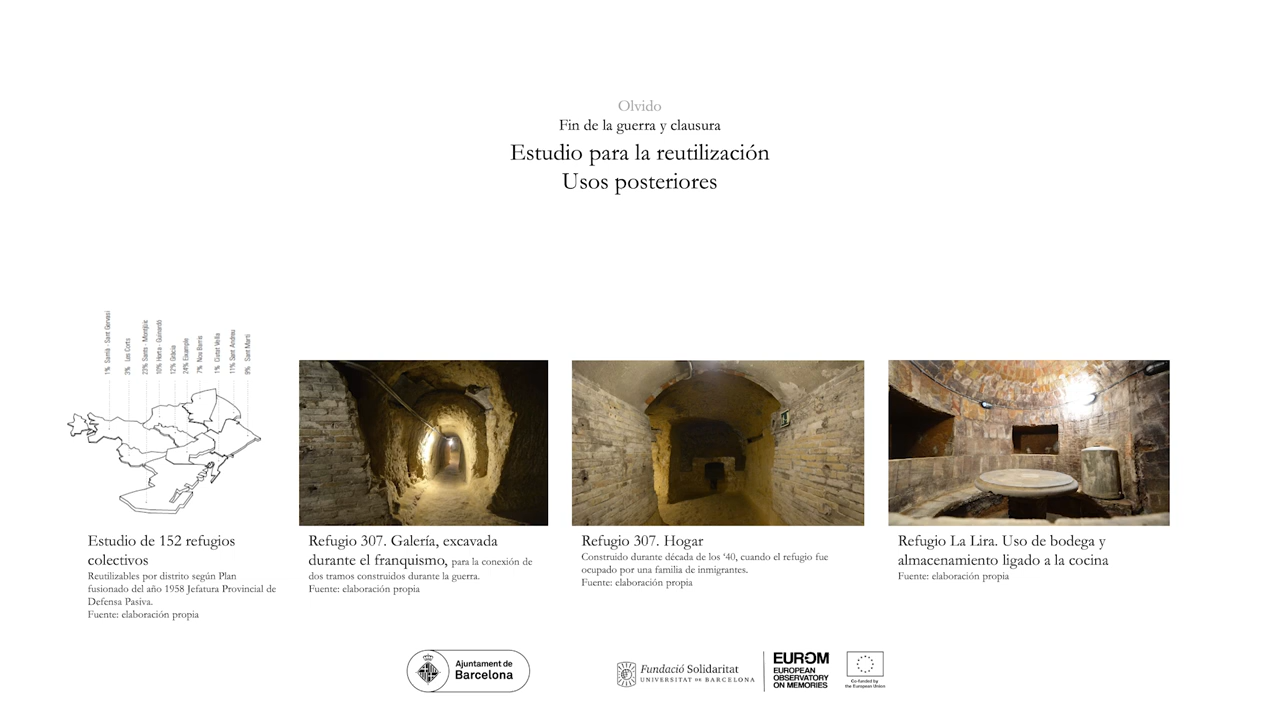 Olvido
Fin de la guerra y clausura
Estudio para la reutilización
Usos posteriores
1% Sarrià - Sant Gervasi
3% Les Corts
23% Sants - Montjüic
10% Horta - Guinardó
12% Gràcia
24% Eixample
7% Nou Barris
1% Ciutat Vella
11% Sant Andreu
9% Sant Martí
Estudio de 152 refugios
colectivos
Reutilizables por distrito según Plan
fusionado del año 1958 Jefatura Provincial de
Defensa Pasiva.
Fuente: elaboración propia
Refugio 307. Galería, excavada
durante el franquismo, para la conexión de
dos tramos construidos durante la guerra.
Fuente: elaboración propia
Refugio 307. Hogar
Construido durante década de los ‘40, cuando el refugio fue
ocupado por una familia de inmigrantes.
Fuente: elaboración propia
Refugio La Lira. Uso de bodega y
almacenamiento ligado a la cocina
Fuente: elaboración propia
Ajuntament de
Barcelona
Fundació Solidaritat
UNIVERSITAT DE BARCELONA
EUROM
EUROPEAN
OBSERVATORY
ON MEMORIES
Co-funded by
the European Union